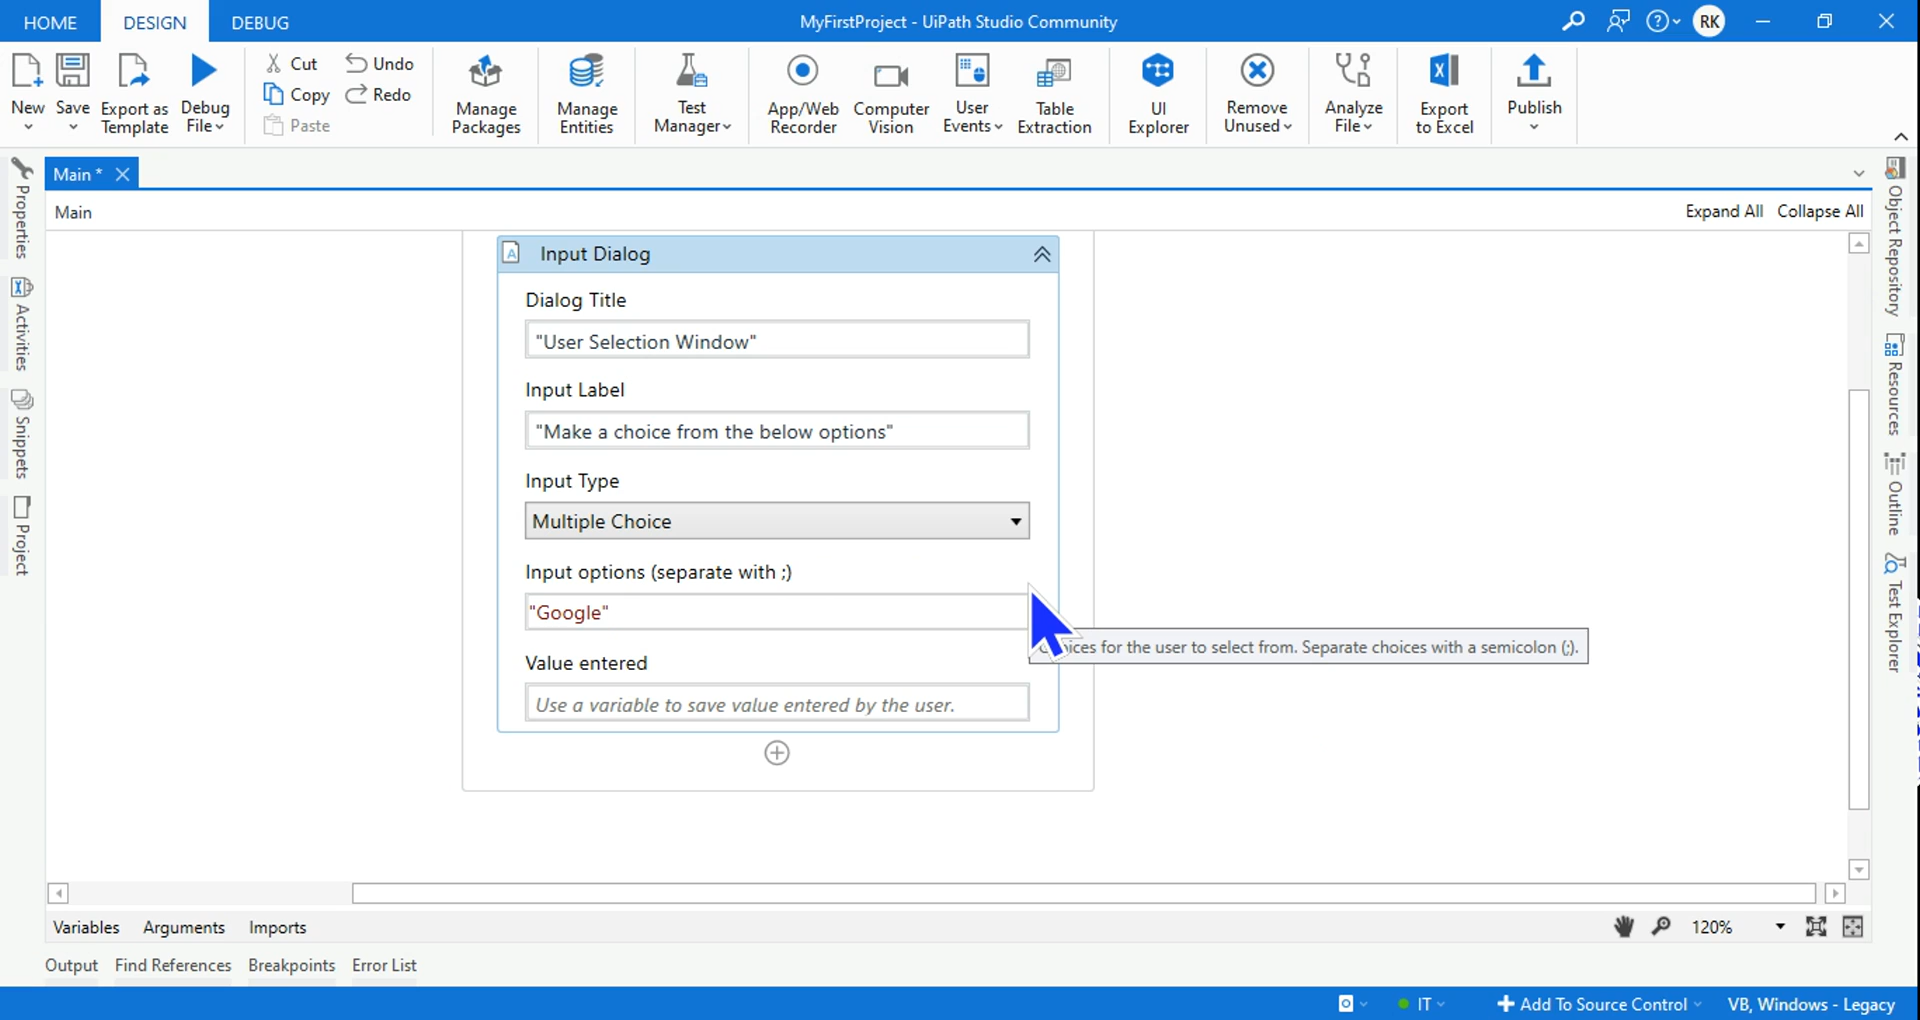 HOME DESIGN DEBUG MyFirstProject - UiPath Studio Community RK
New Save Export as Template Debug File
Cut Undo
Copy Redo
Paste
Manage Packages Manage Entities Test Manager App/Web Recorder Computer Vision User Events Table Extraction UI Explorer Remove Unused Analyze File Export to Excel Publish
Main *
Main Expand All Collapse All
Properties
Activities
Snippets
Project
Input Dialog
Dialog Title
"User Selection Window"
Input Label
"Make a choice from the below options"
Input Type
Multiple Choice
Input options (separate with ;)
"Google"
for the user to select from. Separate choices with a semicolon (;).
Value entered
Use a variable to save value entered by the user.
Object Repository
Resources
Outline
Test Explorer
Variables Arguments Imports 120%
Output Find References Breakpoints Error List
IT Add To Source Control VB, Windows - Legacy